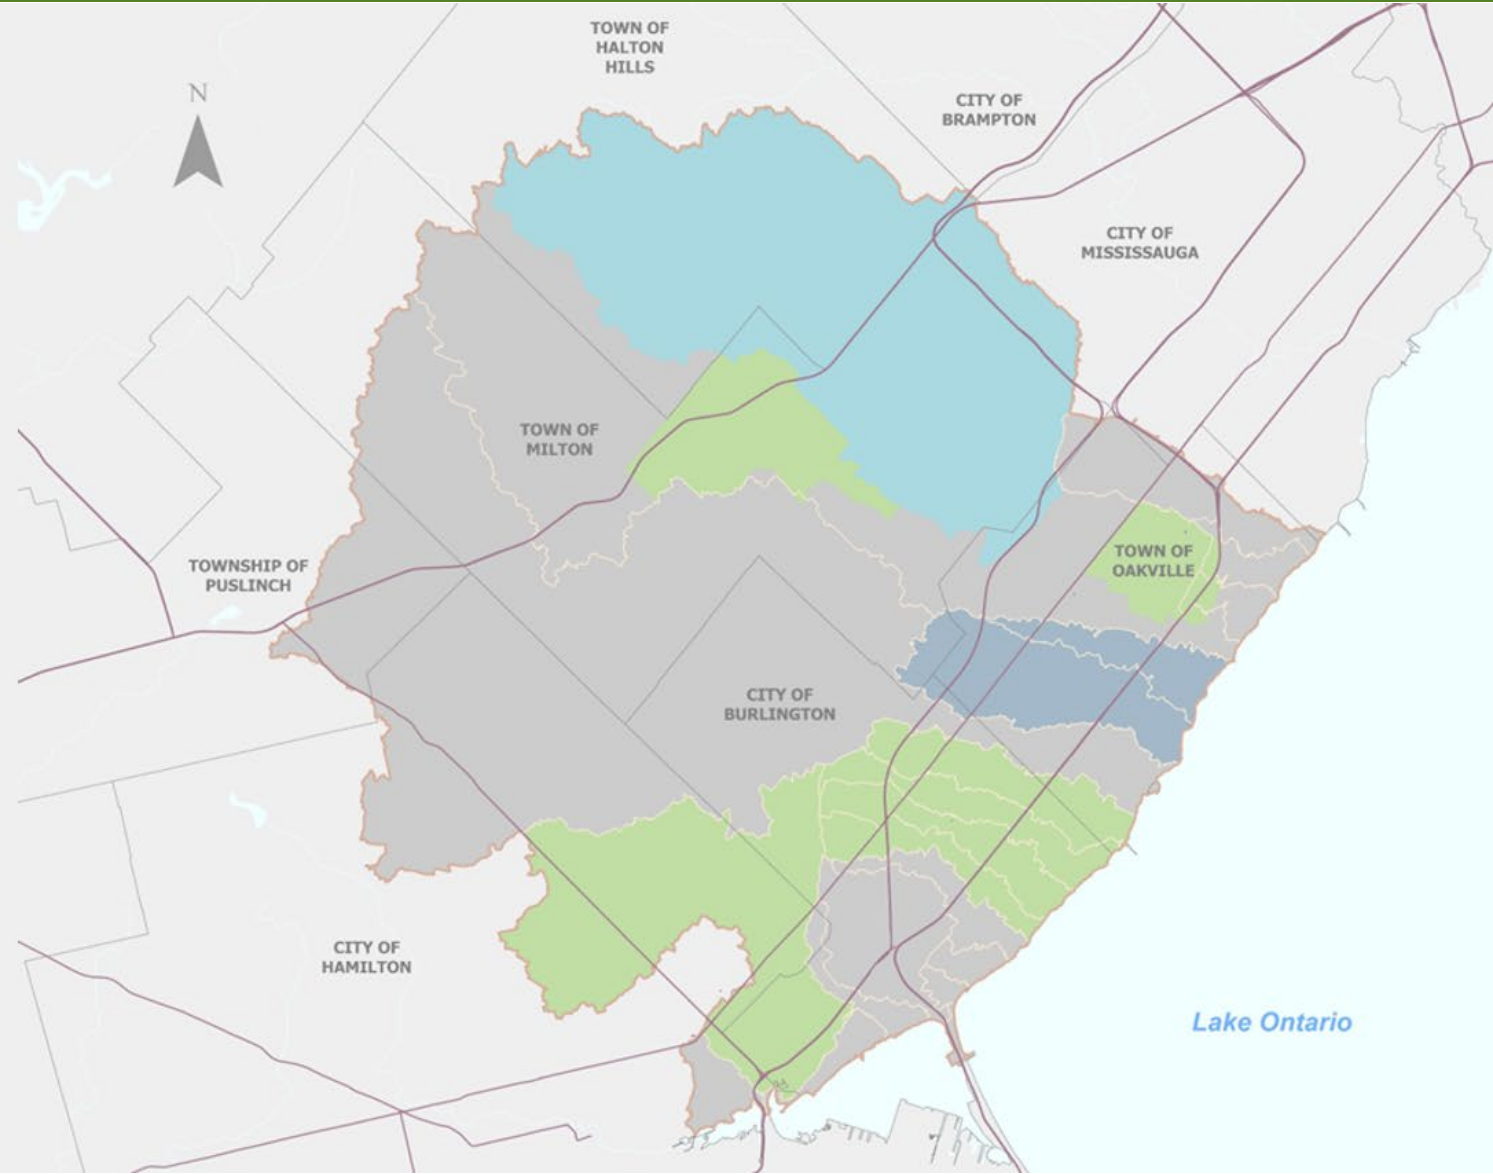 TOWN OF
HALTON
HILLS
N
CITY OF
BRAMPTON
CITY OF
MISSISSAUGA
TOWN OF
MILTON
TOWN OF
OAKVILLE
TOWNSHIP OF
PUSLINCH
CITY OF
BURLINGTON
CITY OF
HAMILTON
Lake Ontario